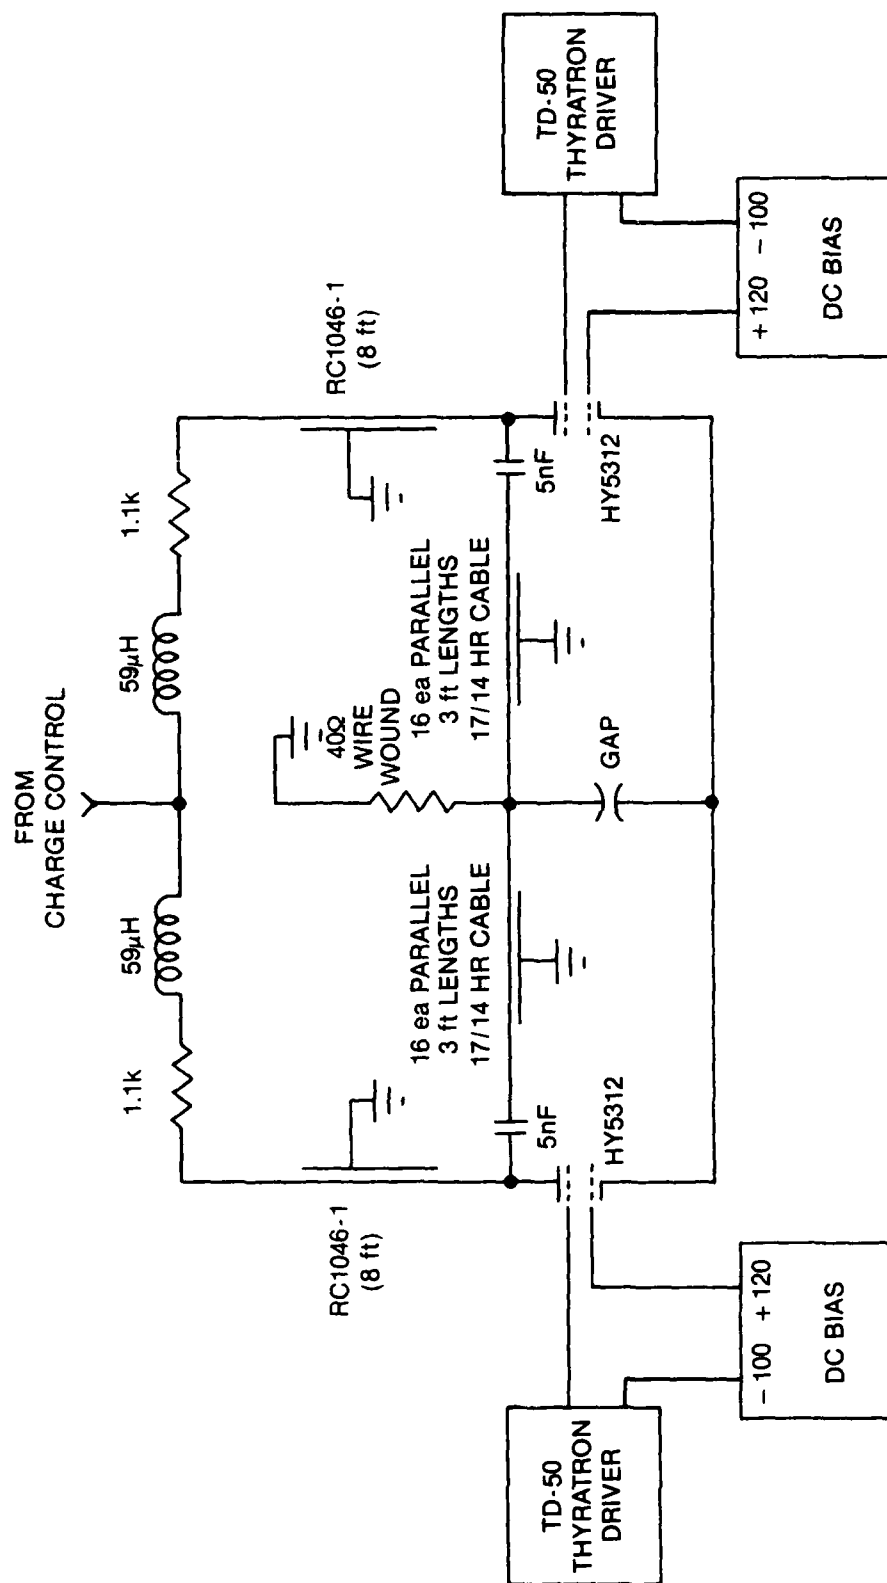 FROM
CHARGE CONTROL
59µH
59µH
1.1k
1.1k
RC1046-1
(8 ft)
40Ω
WIRE
WOUND
RC1046-1
(8 ft)
16 ea PARALLEL
3 ft LENGTHS
17/14 HR CABLE
16 ea PARALLEL
3 ft LENGTHS
17/14 HR CABLE
5nF
5nF
HY5312
GAP
HY5312
TD-50
THYRATRON
DRIVER
TD-50
THYRATRON
DRIVER
- 100 + 120
DC BIAS
+ 120 - 100
DC BIAS